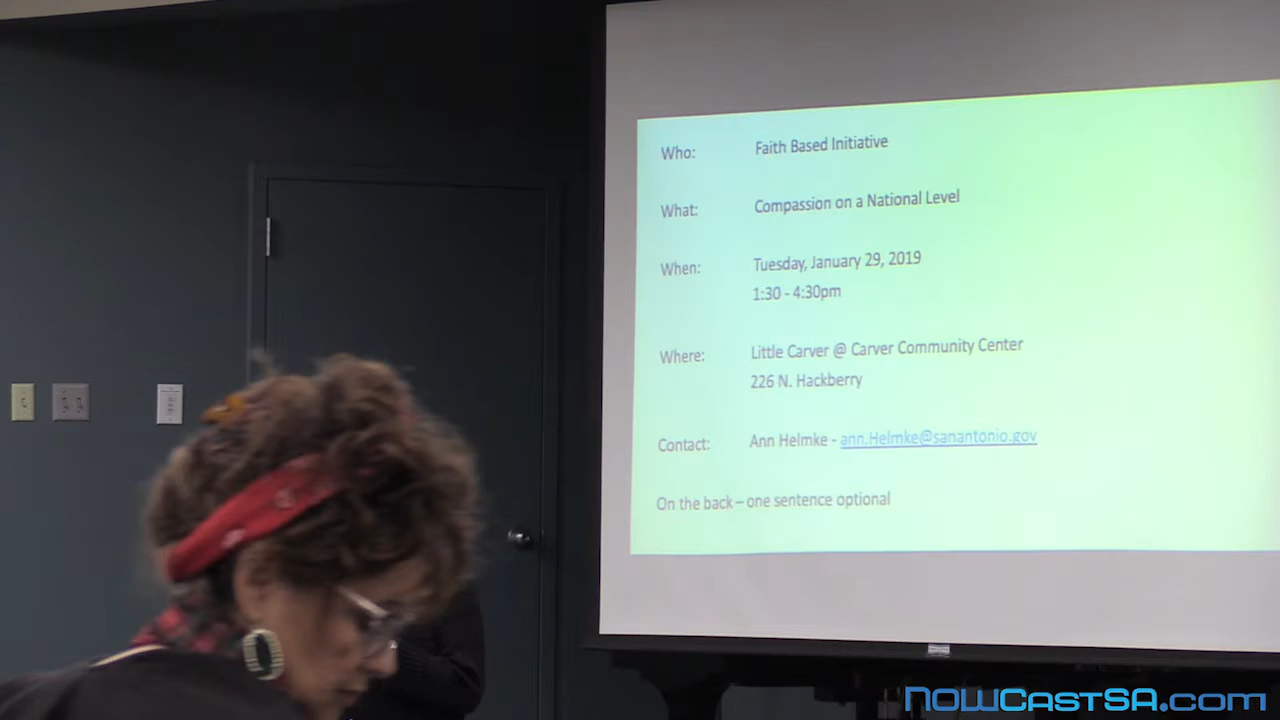 Who: Faith Based Initiative
What: Compassion on a National Level
When: Tuesday, January 29, 2019
1:30 - 4:30pm
Where: Little Carver @ Carver Community Center
226 N. Hackberry
Contact: Ann Helmke - ann.Helmke@sanantonio.gov
On the back – one sentence optional
NOWCASTSA.com